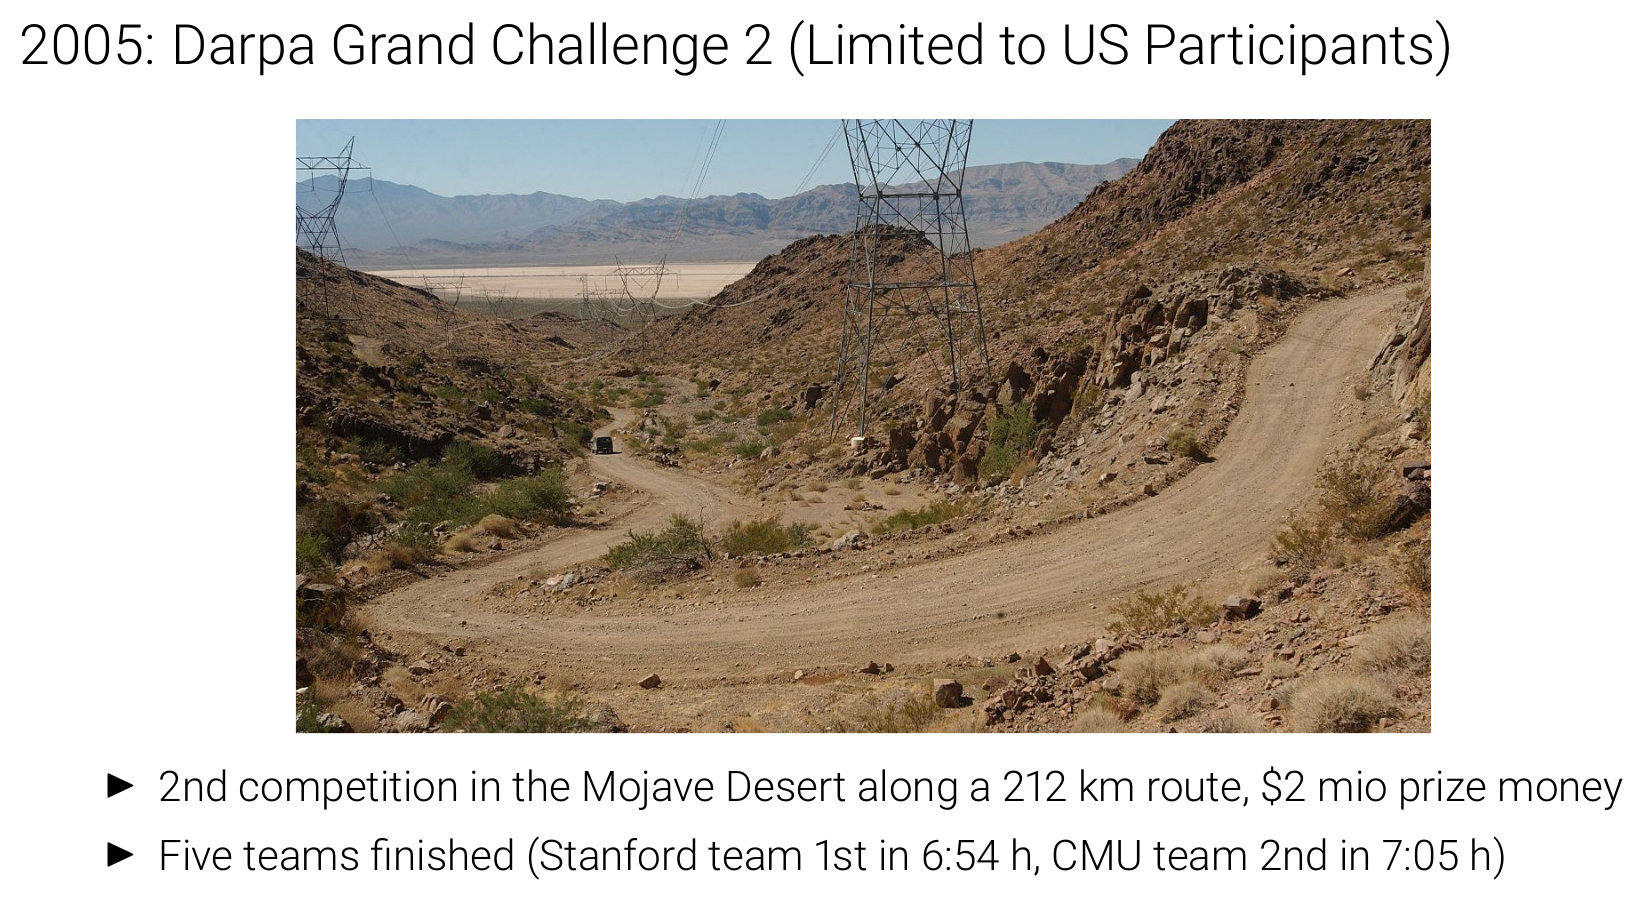 2005: Darpa Grand Challenge 2 (Limited to US Participants)
► 2nd competition in the Mojave Desert along a 212 km route, $2 mio prize money
► Five teams finished (Stanford team 1st in 6:54 h, CMU team 2nd in 7:05 h)